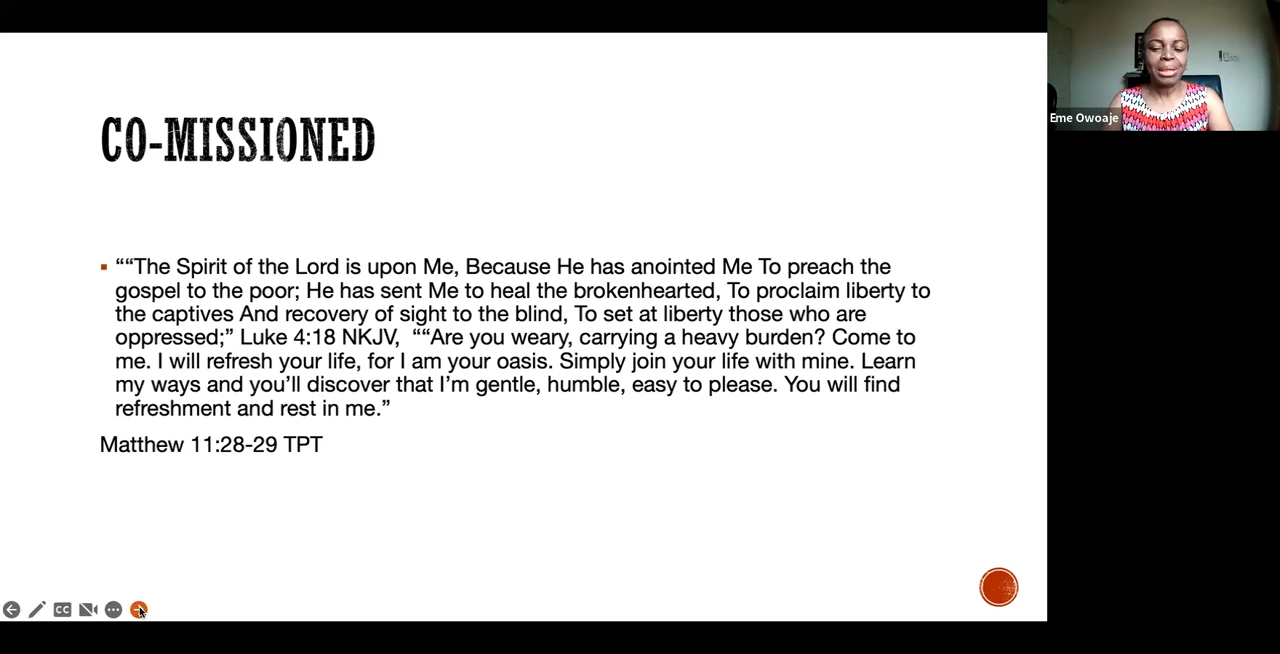 CO-MISSIONED
““The Spirit of the Lord is upon Me, Because He has anointed Me To preach the
gospel to the poor; He has sent Me to heal the brokenhearted, To proclaim liberty to
the captives And recovery of sight to the blind, To set at liberty those who are
oppressed;” Luke 4:18 NKJV,  ““Are you weary, carrying a heavy burden? Come to
me. I will refresh your life, for I am your oasis. Simply join your life with mine. Learn
my ways and you’ll discover that I’m gentle, humble, easy to please. You will find
refreshment and rest in me.”
Matthew 11:28-29 TPT
Eme Owoaje
CC